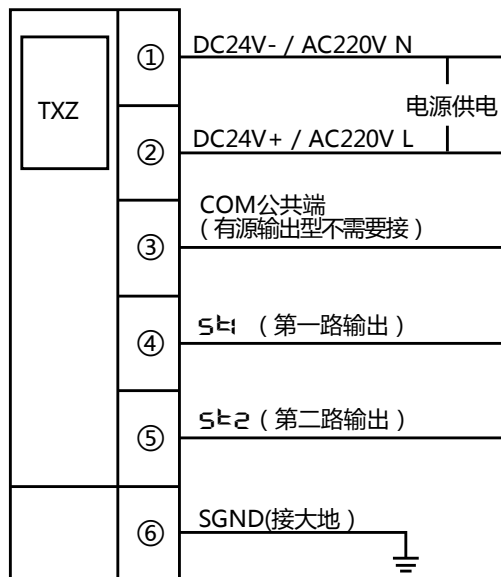 TXZ
①
DC24V- / AC220V N
电源供电
②
DC24V+ / AC220V L
COM公共端
（有源输出型不需要接）
③
④
St1 （第一路输出）
⑤
St2（第二路输出）
⑥
SGND(接大地）